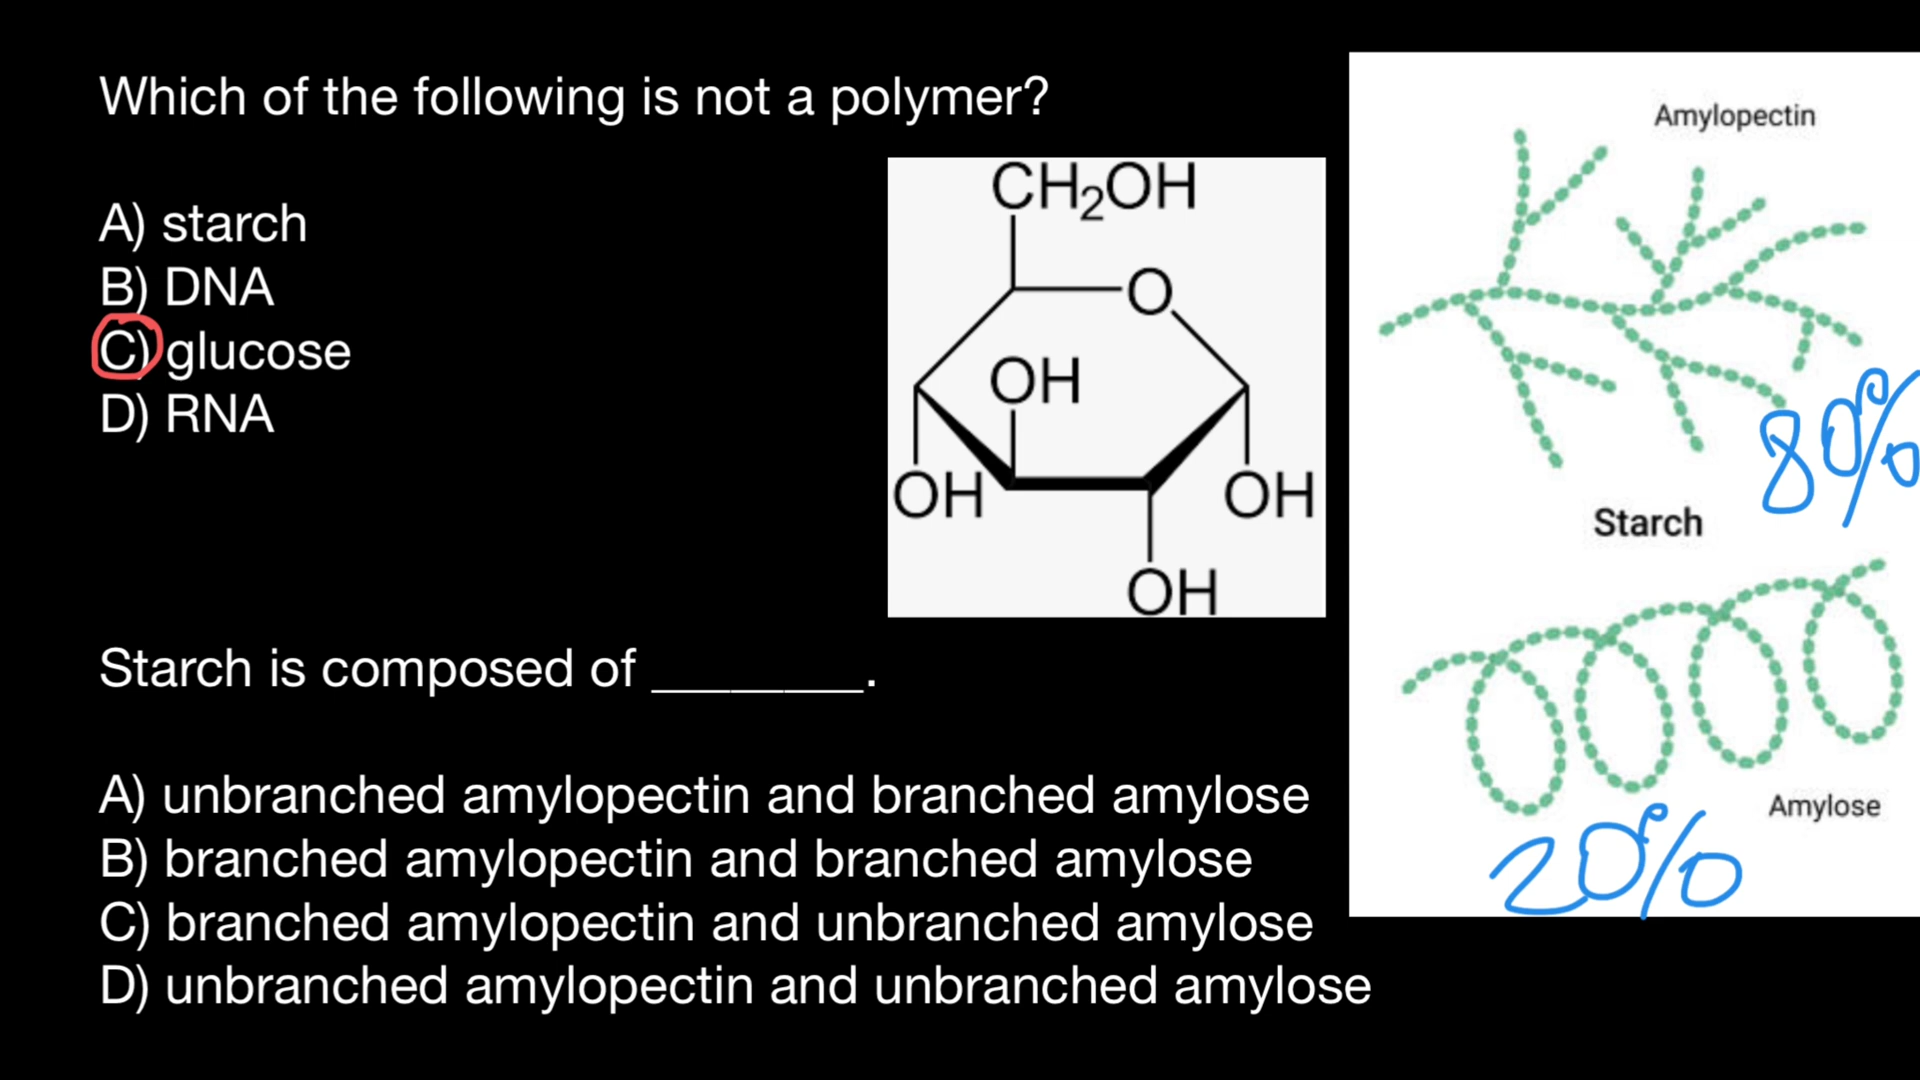 Which of the following is not a polymer?
A) starch
B) DNA
C) glucose
D) RNA
CH₂OH
O
OH
OH
OH
OH
Amylopectin
80%
Starch
Amylose
20%
Starch is composed of ________.
A) unbranched amylopectin and branched amylose
B) branched amylopectin and branched amylose
C) branched amylopectin and unbranched amylose
D) unbranched amylopectin and unbranched amylose